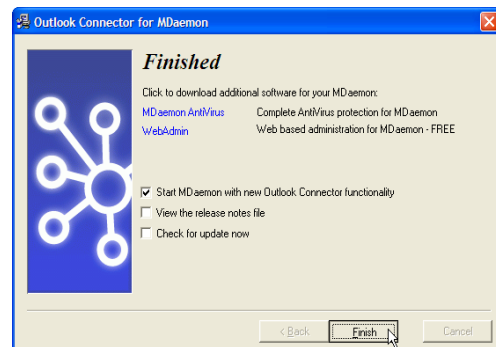 Outlook Connector for MDaemon
Finished
Click to download additional software for your MDaemon:
MDaemon AntiVirus Complete AntiVirus protection for MDaemon
WebAdmin Web based administration for MDaemon - FREE
Start MDaemon with new Outlook Connector functionality
View the release notes file
Check for update now
< Back Finish Cancel